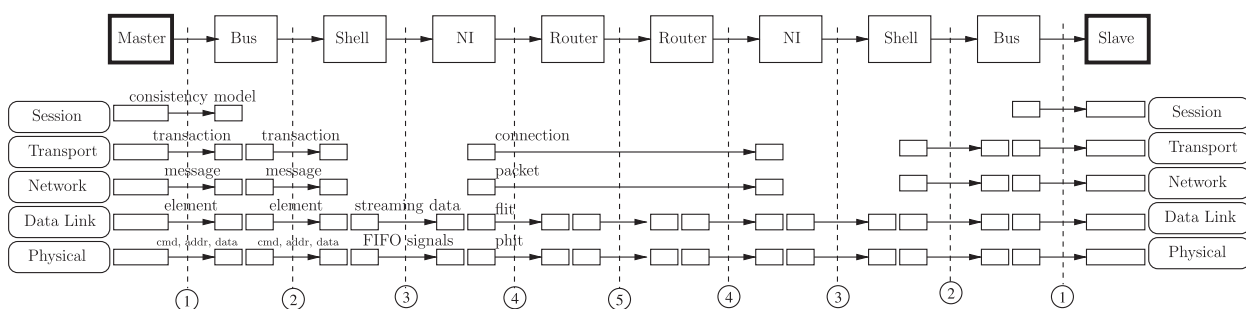 Master Bus Shell NI Router Router NI Shell Bus Slave
Session consistency model Session
Transport transaction transaction connection Transport
Network message message packet Network
Data Link element element streaming data flit Data Link
Physical cmd, addr, data cmd, addr, data FIFO signals phit Physical
1 2 3 4 5 4 3 2 1